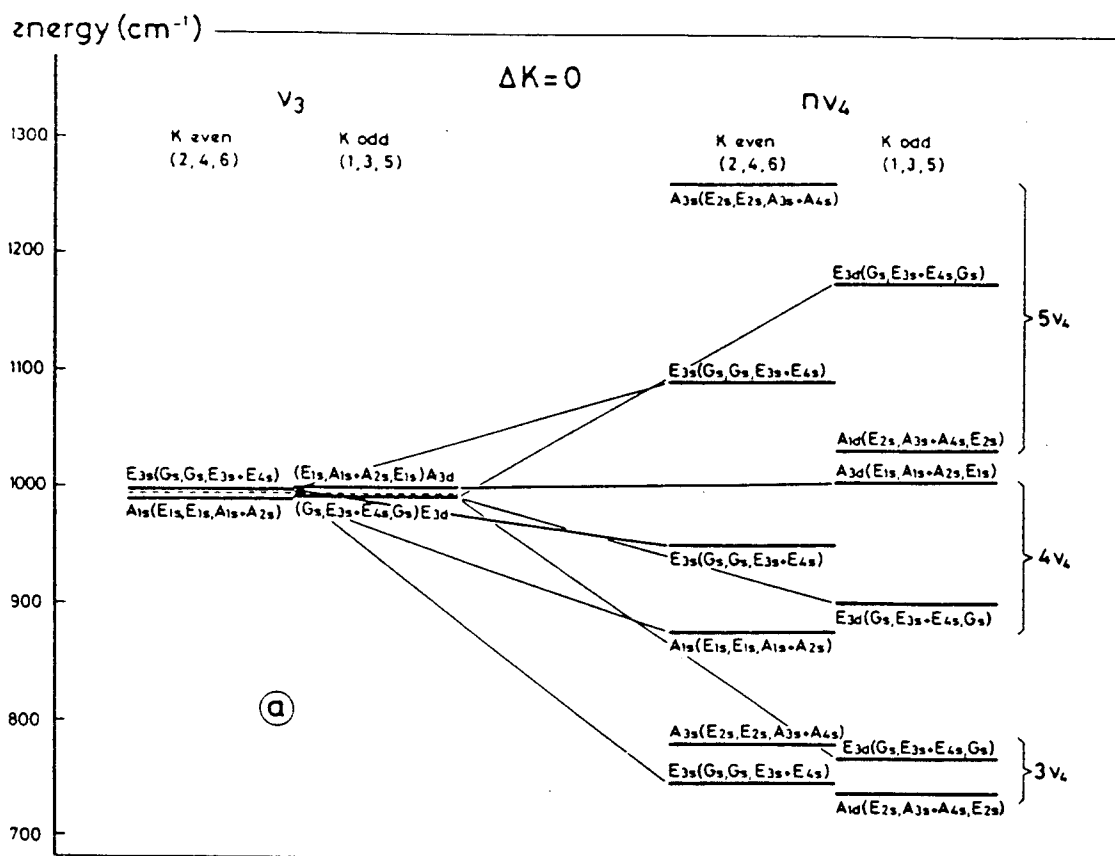 energy (cm⁻¹)
ΔK=0
ν₃
nν₄
K even
(2, 4, 6)
K odd
(1, 3, 5)
K even
(2, 4, 6)
K odd
(1, 3, 5)
1300
1200
1100
1000
900
800
700
A₃s(E₂s,E₂s,A₃s+A₄s)
E₃d(Gs,E₃s+E₄s,Gs)
5ν₄
E₃s(Gs,Gs,E₃s+E₄s)
A₁d(E₂s,A₃s+A₄s,E₂s)
E₃s(Gs,Gs,E₃s+E₄s)
(E₁s,A₁s+A₂s,E₁s)A₃d
A₃d(E₁s,A₁s+A₂s,E₁s)
A₁s(E₁s,E₁s,A₁s+A₂s)
(Gs,E₃s+E₄s,Gs)E₃d
E₃s(Gs,Gs,E₃s+E₄s)
4ν₄
E₃d(Gs,E₃s+E₄s,Gs)
A₁s(E₁s,E₁s,A₁s+A₂s)
a
A₃s(E₂s,E₂s,A₃s+A₄s)
E₃d(Gs,E₃s+E₄s,Gs)
3ν₄
E₃s(Gs,Gs,E₃s+E₄s)
A₁d(E₂s,A₃s+A₄s,E₂s)